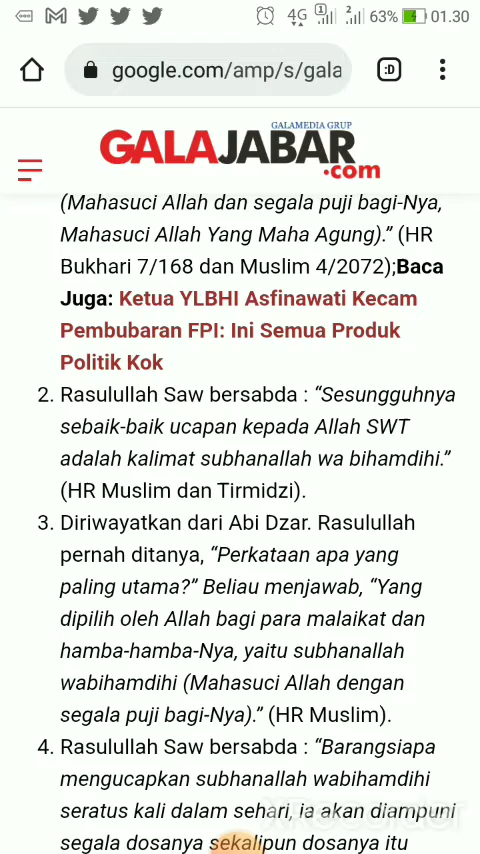 4G 1 2 63% 01.30
google.com/amp/s/gala :D
GALAMEDIA GRUP
GALAJABAR
.com
(Mahasuci Allah dan segala puji bagi-Nya,
Mahasuci Allah Yang Maha Agung).” (HR
Bukhari 7/168 dan Muslim 4/2072);Baca
Juga: Ketua YLBHI Asfinawati Kecam
Pembubaran FPI: Ini Semua Produk
Politik Kok
2. Rasulullah Saw bersabda : “Sesungguhnya
sebaik-baik ucapan kepada Allah SWT
adalah kalimat subhanallah wa bihamdihi.”
(HR Muslim dan Tirmidzi).
3. Diriwayatkan dari Abi Dzar. Rasulullah
pernah ditanya, “Perkataan apa yang
paling utama?” Beliau menjawab, “Yang
dipilih oleh Allah bagi para malaikat dan
hamba-hamba-Nya, yaitu subhanallah
wabihamdihi (Mahasuci Allah dengan
segala puji bagi-Nya).” (HR Muslim).
4. Rasulullah Saw bersabda : “Barangsiapa
mengucapkan subhanallah wabihamdihi
seratus kali dalam sehari, ia akan diampuni
segala dosanya sekalipun dosanya itu